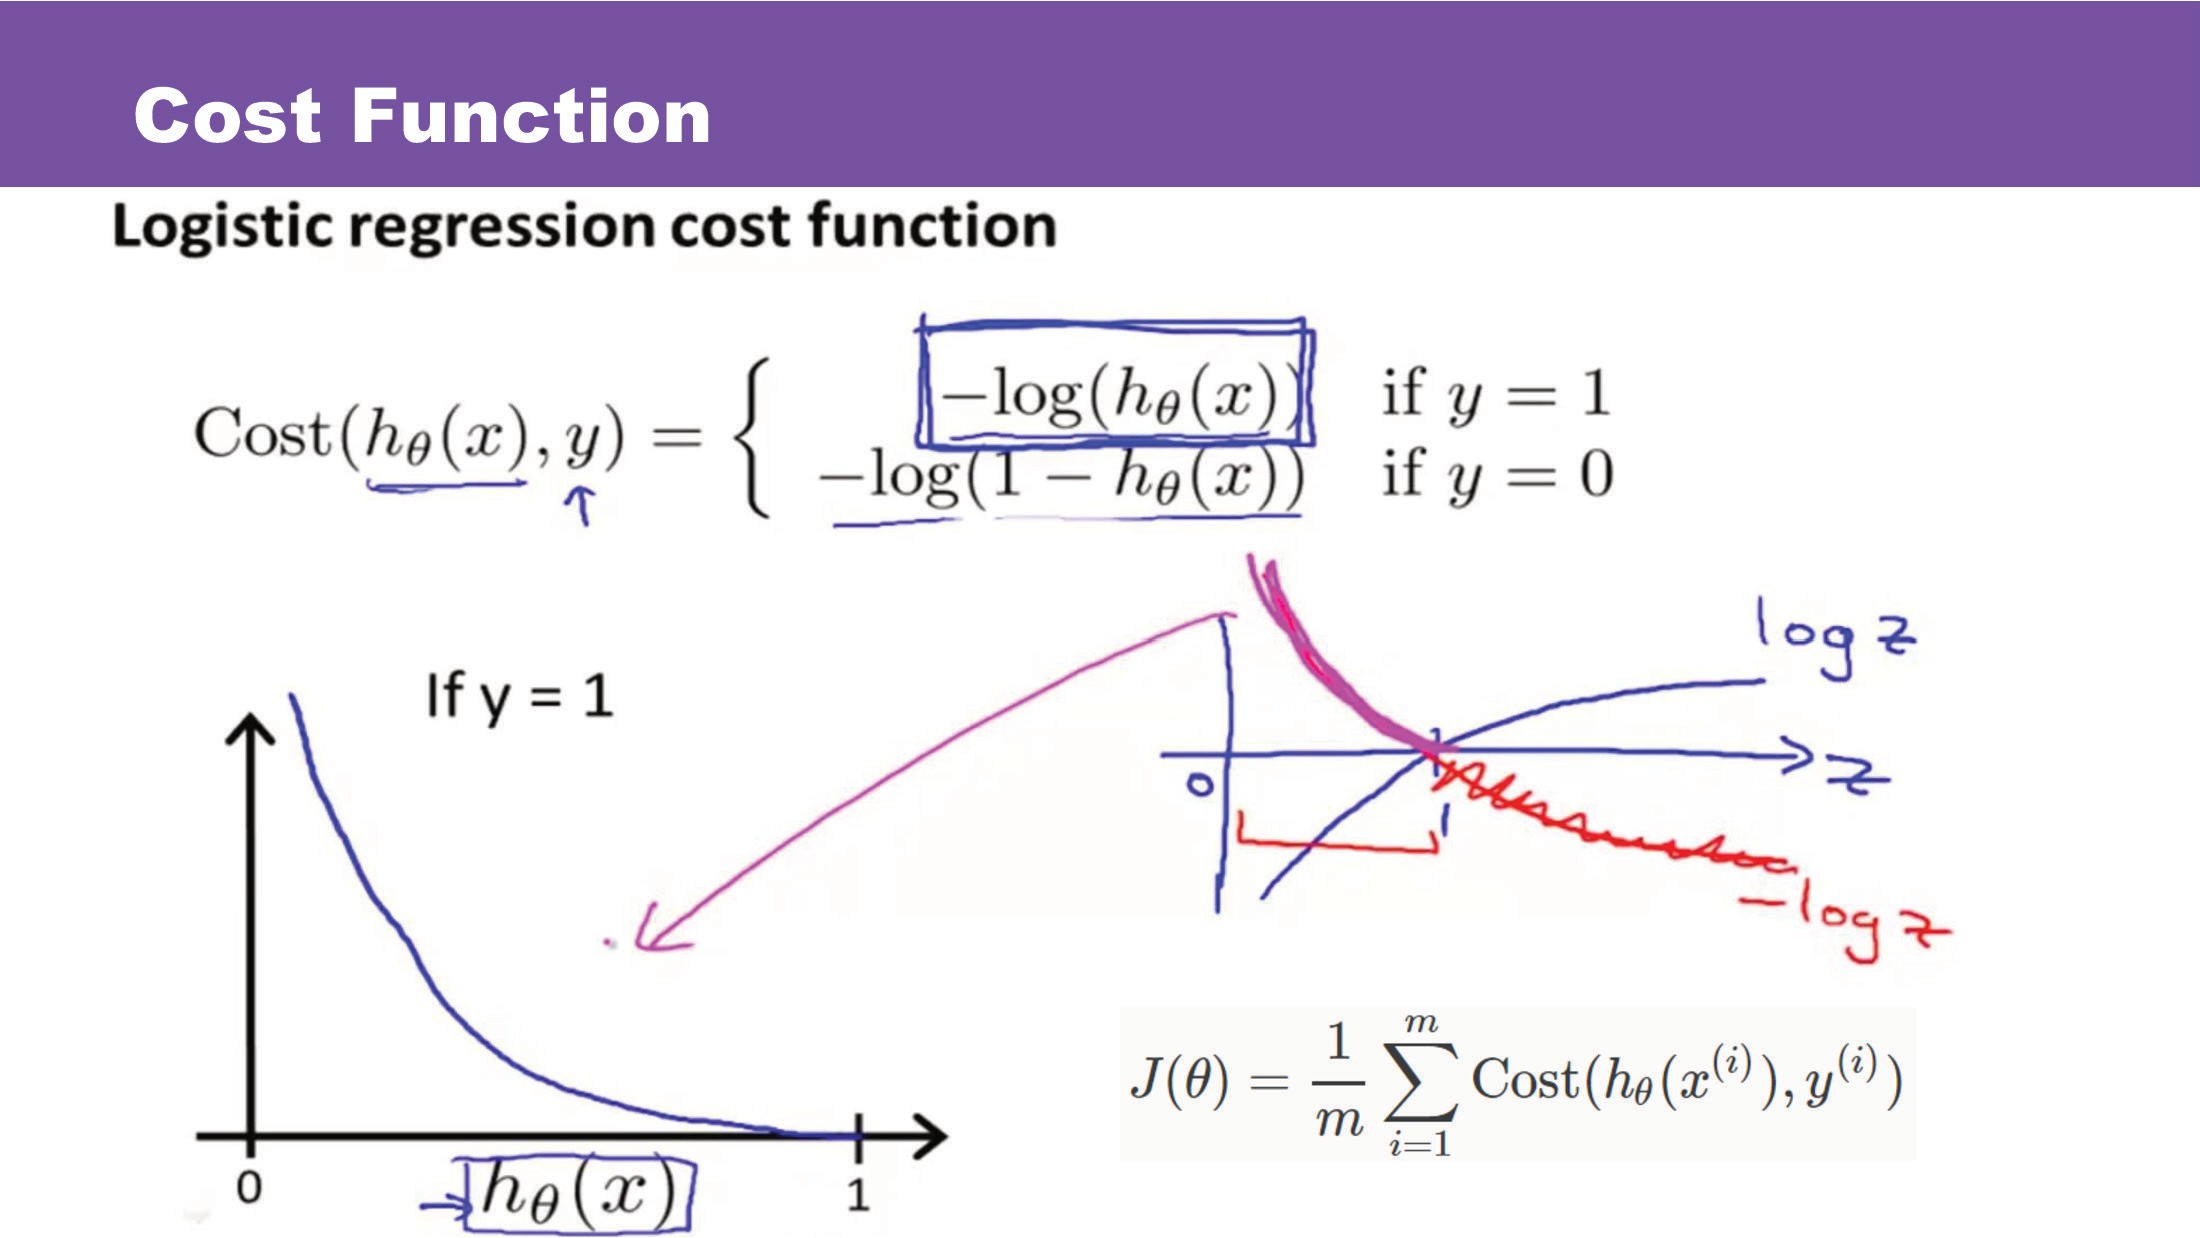 Cost Function
Logistic regression cost function
Cost(hθ(x), y) = {
−log(hθ(x)) if y = 1
−log(1 − hθ(x)) if y = 0
If y = 1
log z
0
1
z
−log z
J(θ) = 1/m ∑_{i=1}^{m} Cost(hθ(x^(i)), y^(i))
0
hθ(x)
1